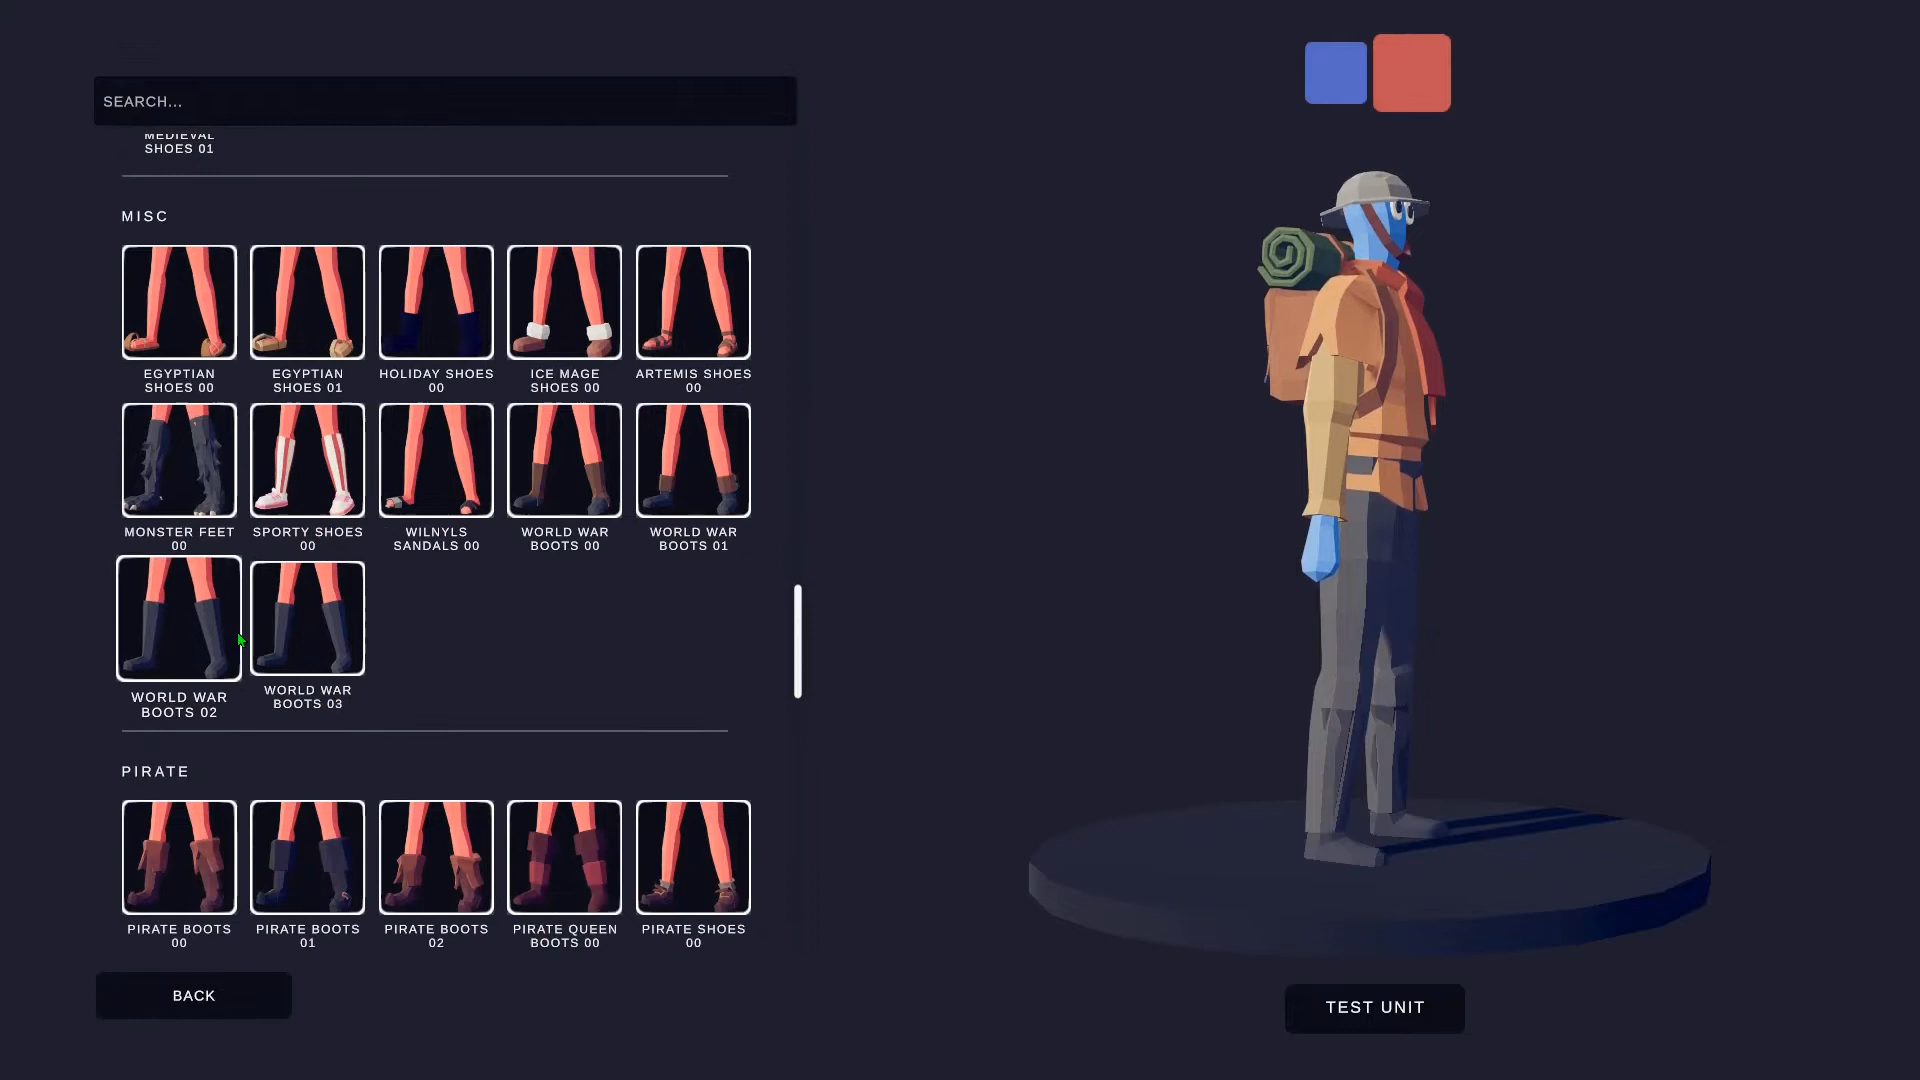 SEARCH...
MEDIEVAL
SHOES 01
MISC
EGYPTIAN
SHOES 00
EGYPTIAN
SHOES 01
HOLIDAY SHOES
00
ICE MAGE
SHOES 00
ARTEMIS SHOES
00
MONSTER FEET
00
SPORTY SHOES
00
WILNYLS
SANDALS 00
WORLD WAR
BOOTS 00
WORLD WAR
BOOTS 01
WORLD WAR
BOOTS 02
WORLD WAR
BOOTS 03
PIRATE
PIRATE BOOTS
00
PIRATE BOOTS
01
PIRATE BOOTS
02
PIRATE QUEEN
BOOTS 00
PIRATE SHOES
00
BACK
TEST UNIT